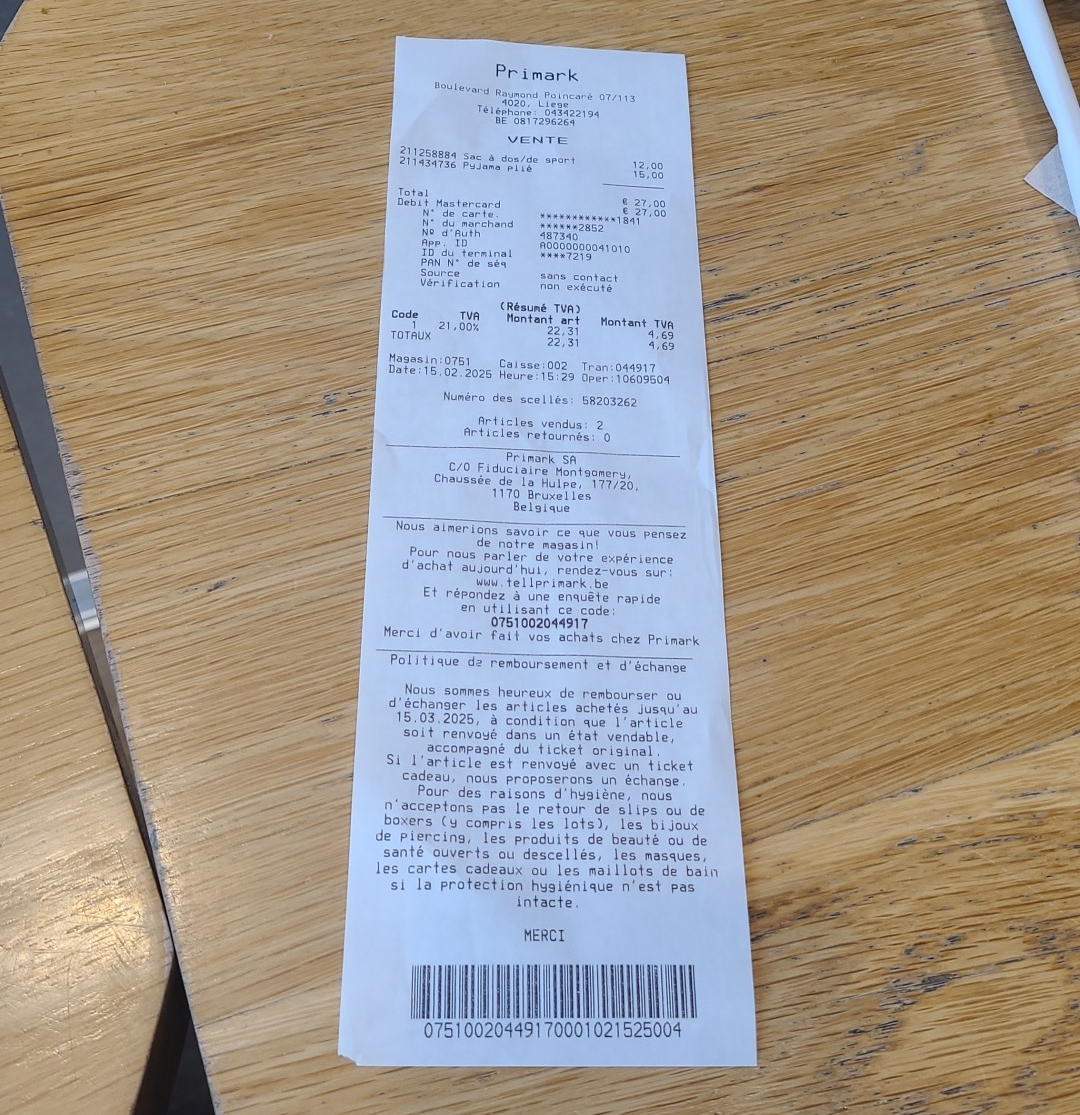 Primark
Boulevard Raymond Poincaré 07/113
4020, Liege
Téléphone: 043422194
BE 0817296264
VENTE
211258884 Sac à dos/de sport 12,00
211434736 Pyjama plié 15,00
Total € 27,00
Debit Mastercard € 27,00
N° de carte. ************1841
N° du marchand ******2852
Nº d'Auth 487340
App. ID A0000000041010
ID du terminal ****7219
PAN N° de séq
Source sans contact
Vérification non exécuté
(Résumé TVA)
Code TVA Montant art Montant TVA
1 21,00% 22,31 4,69
TOTAUX 22,31 4,69
Magasin:0751 Caisse:002 Tran:044917
Date:15.02.2025 Heure:15:29 Oper:10609504
Numéro des scellés: 58203262
Articles vendus: 2
Articles retournés: 0
Primark SA
C/O Fiduciaire Montgomery,
Chaussée de la Hulpe, 177/20,
1170 Bruxelles
Belgique
Nous aimerions savoir ce que vous pensez
de notre magasin!
Pour nous parler de votre expérience
d'achat aujourd'hui, rendez-vous sur:
www.tellprimark.be
Et répondez à une enquête rapide
en utilisant ce code:
0751002044917
Merci d'avoir fait vos achats chez Primark
Politique de remboursement et d'échange
Nous sommes heureux de rembourser ou
d'échanger les articles achetés jusqu'au
15.03.2025, à condition que l'article
soit renvoyé dans un état vendable,
accompagné du ticket original.
Si l'article est renvoyé avec un ticket
cadeau, nous proposerons un échange.
Pour des raisons d'hygiène, nous
n'acceptons pas le retour de slips ou de
boxers (y compris les lots), les bijoux
de piercing, les produits de beauté ou de
santé ouverts ou descellés, les masques,
les cartes cadeaux ou les maillots de bain
si la protection hygiénique n'est pas
intacte.
MERCI
07510020449170001021525004